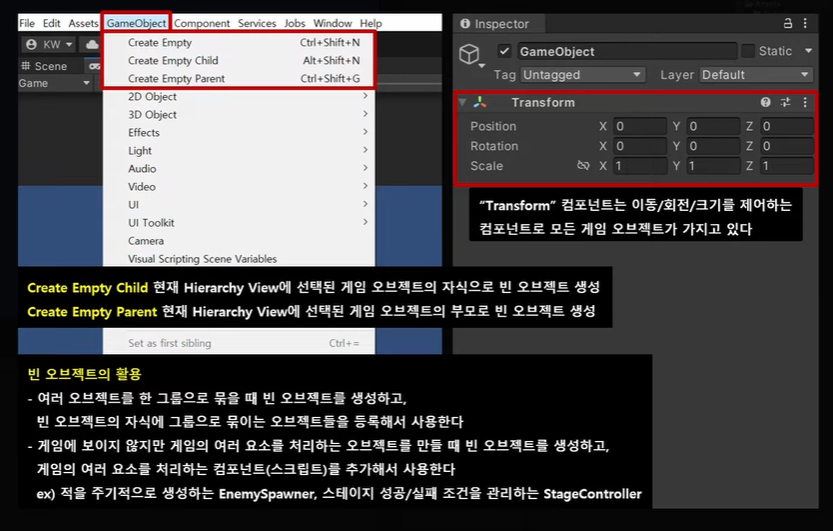 File Edit Assets GameObject Component Services Jobs Window Help
KW
Scene
Game
Create Empty Ctrl+Shift+N
Create Empty Child Alt+Shift+N
Create Empty Parent Ctrl+Shift+G
2D Object
3D Object
Effects
Light
Audio
Video
UI
UI Toolkit
Camera
Visual Scripting Scene Variables
Set as first sibling Ctrl+=
Inspector
GameObject Static
Tag Untagged Layer Default
Transform
Position X 0 Y 0 Z 0
Rotation X 0 Y 0 Z 0
Scale X 1 Y 1 Z 1
“Transform” 컴포넌트는 이동/회전/크기를 제어하는
컴포넌트로 모든 게임 오브젝트가 가지고 있다
Create Empty Child 현재 Hierarchy View에 선택된 게임 오브젝트의 자식으로 빈 오브젝트 생성
Create Empty Parent 현재 Hierarchy View에 선택된 게임 오브젝트의 부모로 빈 오브젝트 생성
빈 오브젝트의 활용
- 여러 오브젝트를 한 그룹으로 묶을 때 빈 오브젝트를 생성하고,
빈 오브젝트의 자식에 그룹으로 묶이는 오브젝트들을 등록해서 사용한다
- 게임에 보이지 않지만 게임의 여러 요소를 처리하는 오브젝트를 만들 때 빈 오브젝트를 생성하고,
게임의 여러 요소를 처리하는 컴포넌트(스크립트)를 추가해서 사용한다
ex) 적을 주기적으로 생성하는 EnemySpawner, 스테이지 성공/실패 조건을 관리하는 StageController